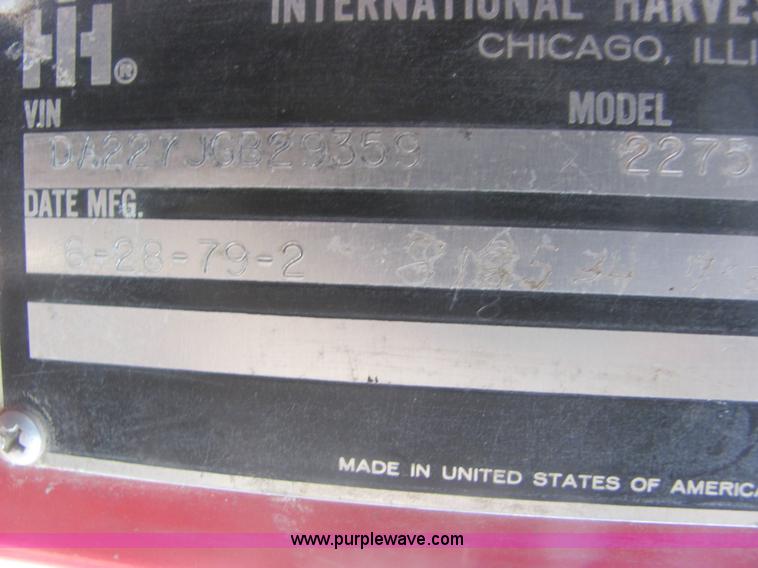 INTERNATIONAL HARVES
CHICAGO, ILLI
IH ®
VIN MODEL
DA227JGB29359 2275
DATE MFG.
6-28-79-2
MADE IN UNITED STATES OF AMERICA
www.purplewave.com